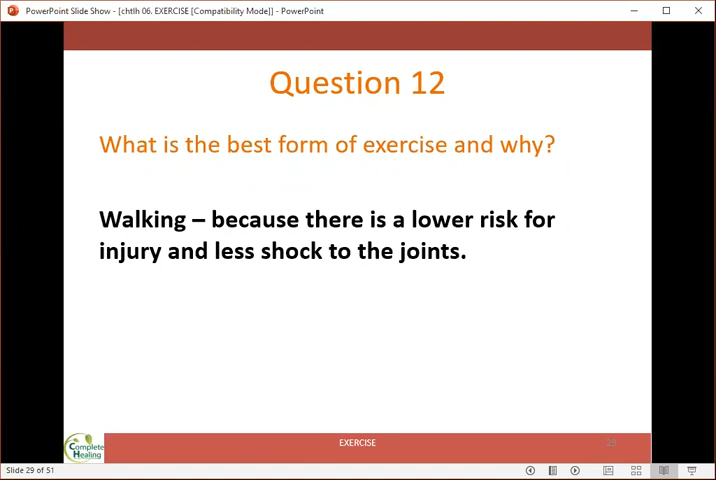 PowerPoint Slide Show - [chtlh 06. EXERCISE [Compatibility Mode]] - PowerPoint
Question 12
What is the best form of exercise and why?
Walking – because there is a lower risk for
injury and less shock to the joints.
Complete
Healing
EXERCISE
29
Slide 29 of 51